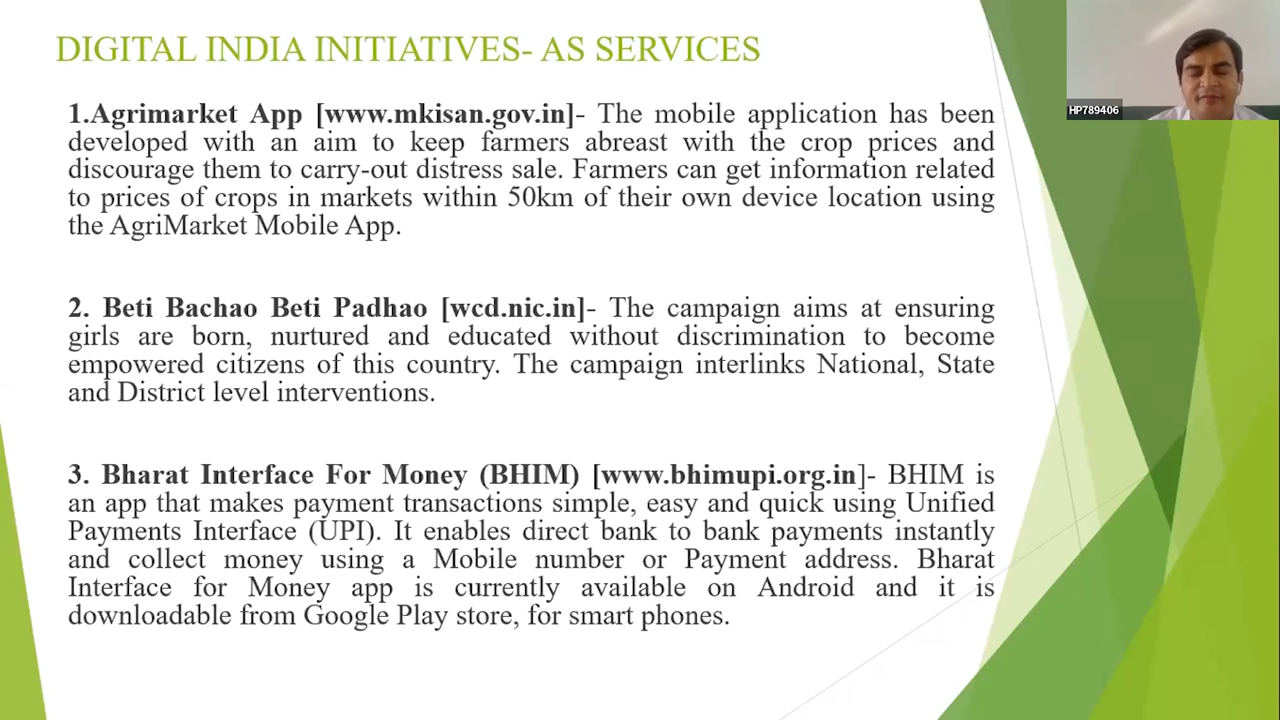 DIGITAL INDIA INITIATIVES- AS SERVICES
HP789406
1.Agrimarket App [www.mkisan.gov.in]- The mobile application has been
developed with an aim to keep farmers abreast with the crop prices and
discourage them to carry-out distress sale. Farmers can get information related
to prices of crops in markets within 50km of their own device location using
the AgriMarket Mobile App.
2. Beti Bachao Beti Padhao [wcd.nic.in]- The campaign aims at ensuring
girls are born, nurtured and educated without discrimination to become
empowered citizens of this country. The campaign interlinks National, State
and District level interventions.
3. Bharat Interface For Money (BHIM) [www.bhimupi.org.in]- BHIM is
an app that makes payment transactions simple, easy and quick using Unified
Payments Interface (UPI). It enables direct bank to bank payments instantly
and collect money using a Mobile number or Payment address. Bharat
Interface for Money app is currently available on Android and it is
downloadable from Google Play store, for smart phones.